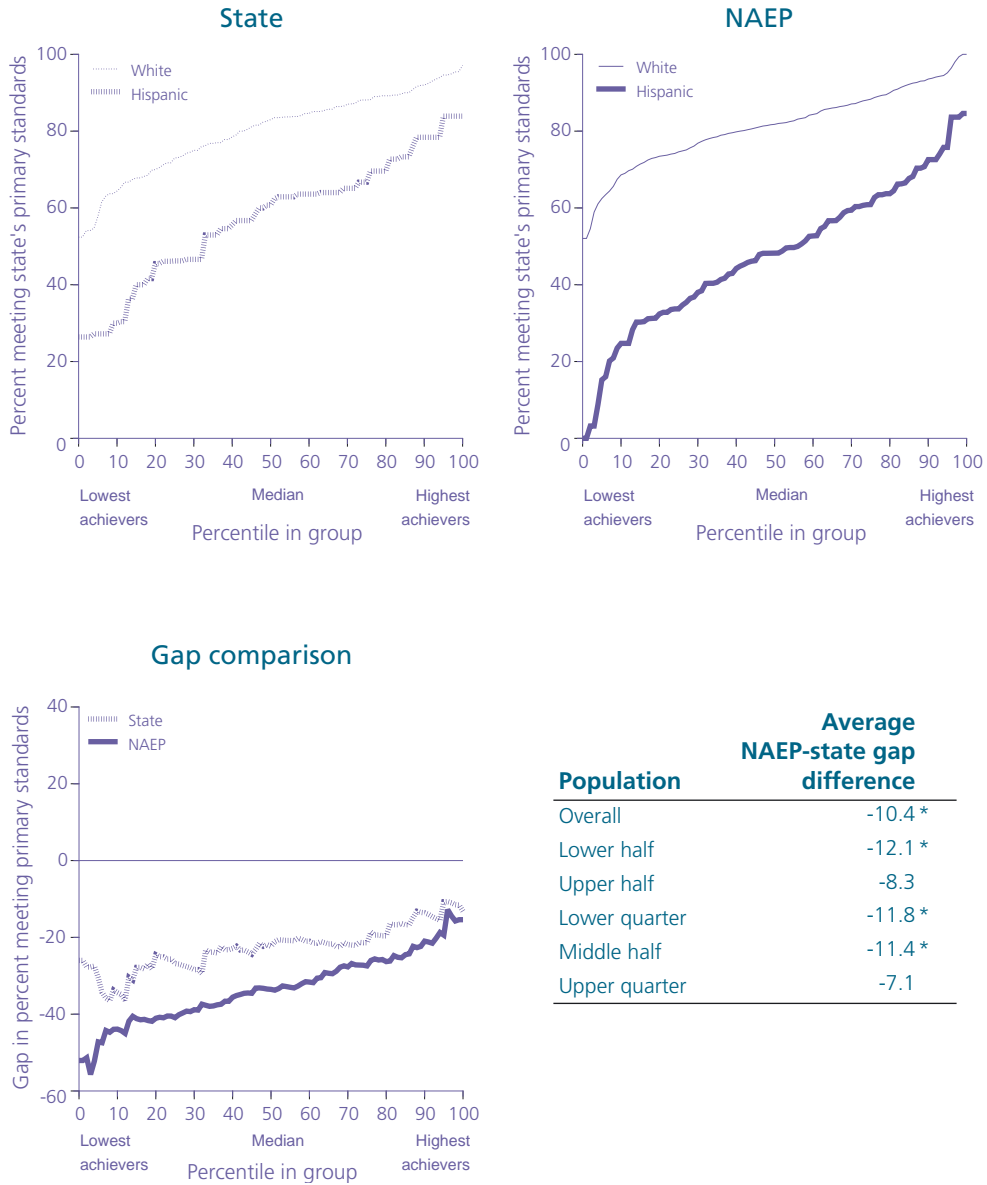 State
Percent meeting state's primary standards
100
80
60
40
20
0
White
Hispanic
0 10 20 30 40 50 60 70 80 90 100
Lowest achievers
Median
Highest achievers
Percentile in group
NAEP
Percent meeting state's primary standards
100
80
60
40
20
0
White
Hispanic
0 10 20 30 40 50 60 70 80 90 100
Lowest achievers
Median
Highest achievers
Percentile in group
Gap comparison
Gap in percent meeting primary standards
40
20
0
-20
-40
-60
State
NAEP
0 10 20 30 40 50 60 70 80 90 100
Lowest achievers
Median
Highest achievers
Percentile in group
Average
NAEP-state gap
Population difference
Overall -10.4 *
Lower half -12.1 *
Upper half -8.3
Lower quarter -11.8 *
Middle half -11.4 *
Upper quarter -7.1